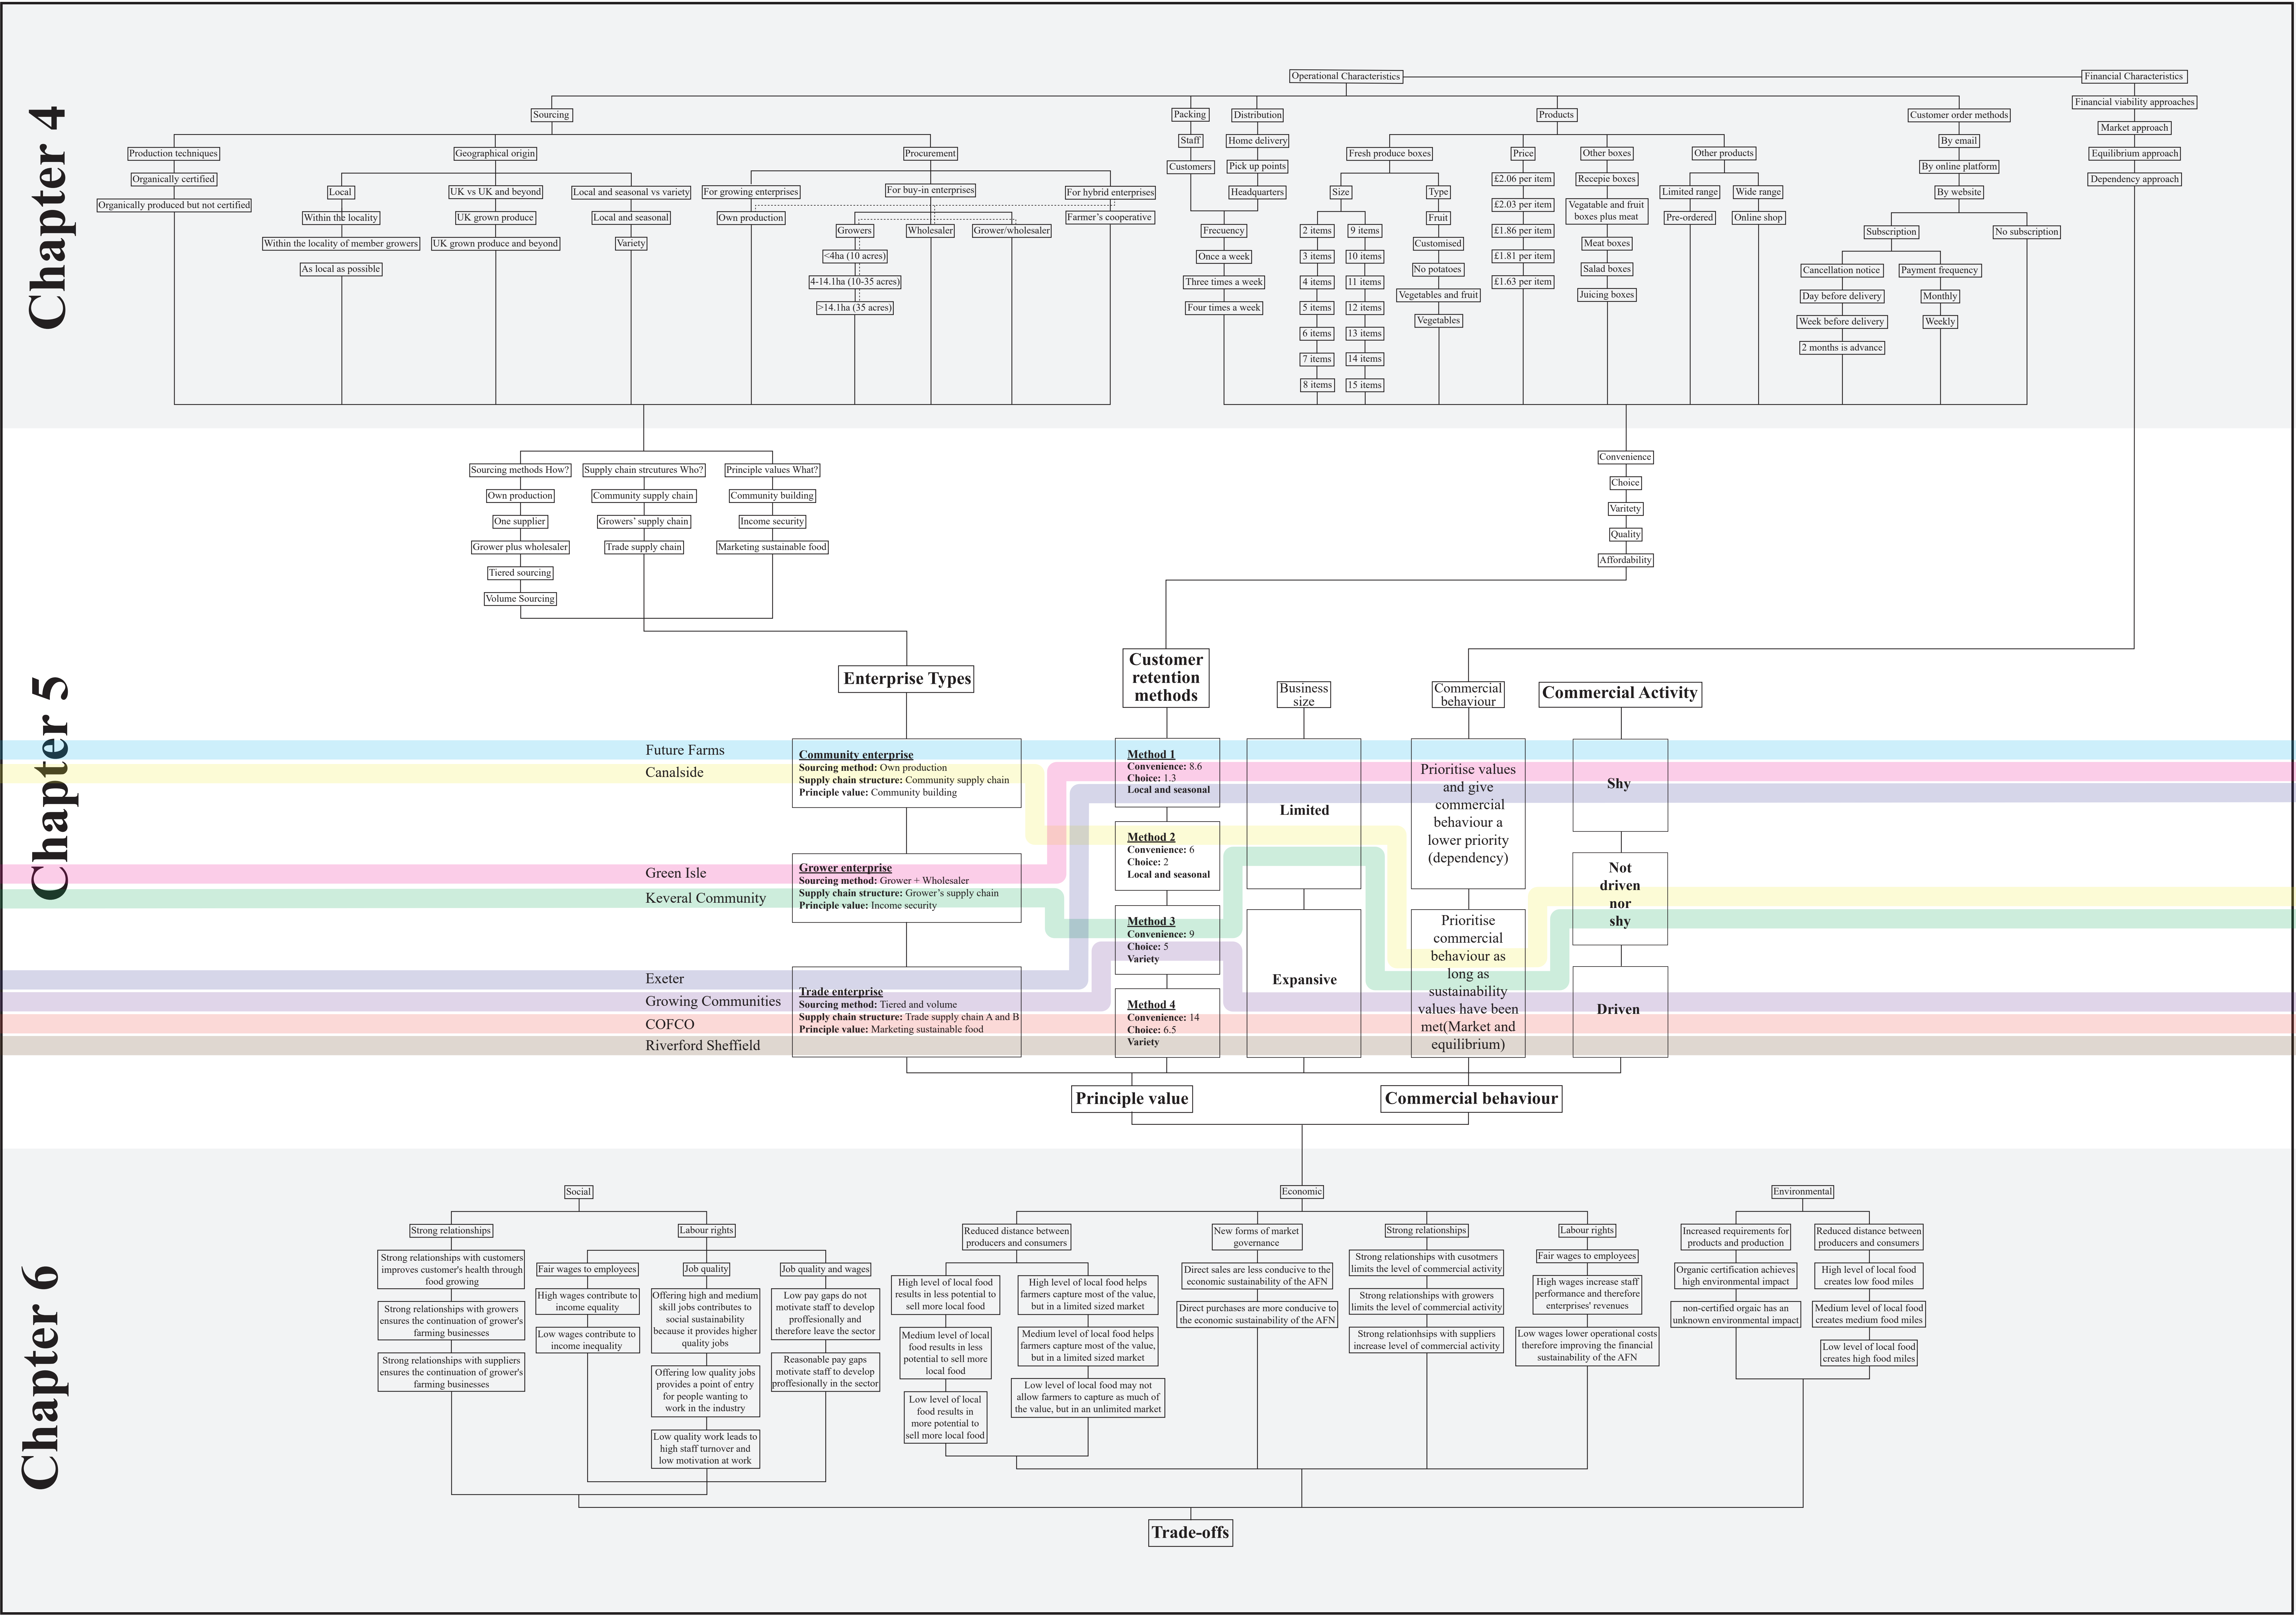 Chapter 4
Operational Characteristics
Financial Characteristics
Sourcing
Packing
Distribution
Products
Customer order methods
Financial viability approaches
Production techniques
Organically certified
Organically produced but not certified
Geographical origin
Local
Within the locality
Within the locality of member growers
As local as possible
UK vs UK and beyond
UK grown produce
UK grown produce and beyond
Local and seasonal vs variety
Local and seasonal
Variety
Procurement
For growing enterprises
Own production
For buy-in enterprises
Growers
<4ha (10 acres)
4-14.1ha (10-35 acres)
>14.1ha (35 acres)
Wholesaler
Grower/wholesaler
For hybrid enterprises
Farmer’s cooperative
Staff
Customers
Home delivery
Pick up points
Headquarters
Frecuency
Once a week
Three times a week
Four times a week
Fresh produce boxes
Size
2 items
3 items
4 items
5 items
6 items
7 items
8 items
9 items
10 items
11 items
12 items
13 items
14 items
15 items
Type
Fruit
Customised
No potatoes
Vegetables and fruit
Vegetables
Price
£2.06 per item
£2.03 per item
£1.86 per item
£1.81 per item
£1.63 per item
Other boxes
Recepie boxes
Vegatable and fruit
boxes plus meat
Meat boxes
Salad boxes
Juicing boxes
Other products
Limited range
Pre-ordered
Wide range
Online shop
By email
By online platform
By website
Subscription
Cancellation notice
Day before delivery
Week before delivery
2 months is advance
Payment frequency
Monthly
Weekly
No subscription
Market approach
Equilibrium approach
Dependency approach
Chapter 5
Sourcing methods How?
Own production
One supplier
Grower plus wholesaler
Tiered sourcing
Volume Sourcing
Supply chain strcutures Who?
Community supply chain
Growers’ supply chain
Trade supply chain
Principle values What?
Community building
Income security
Marketing sustainable food
Convenience
Choice
Varitety
Quality
Affordability
Enterprise Types
Customer
retention
methods
Business
size
Commercial
behaviour
Commercial Activity
Future Farms
Canalside
Green Isle
Keveral Community
Exeter
Growing Communities
COFCO
Riverford Sheffield
Community enterprise
Sourcing method: Own production
Supply chain structure: Community supply chain
Principle value: Community building
Grower enterprise
Sourcing method: Grower + Wholesaler
Supply chain structure: Grower’s supply chain
Principle value: Income security
Trade enterprise
Sourcing method: Tiered and volume
Supply chain structure: Trade supply chain A and B
Principle value: Marketing sustainable food
Method 1
Convenience: 8.6
Choice: 1.3
Local and seasonal
Method 2
Convenience: 6
Choice: 2
Local and seasonal
Method 3
Convenience: 9
Choice: 5
Variety
Method 4
Convenience: 14
Choice: 6.5
Variety
Limited
Expansive
Prioritise values
and give
commercial
behaviour a
lower priority
(dependency)
Prioritise
commercial
behaviour as
long as
sustainability
values have been
met(Market and
equilibrium)
Shy
Not
driven
nor
shy
Driven
Principle value
Commercial behaviour
Chapter 6
Social
Strong relationships
Strong relationships with customers
improves customer's health through
food growing
Strong relationships with growers
ensures the continuation of grower's
farming businesses
Strong relationships with suppliers
ensures the continuation of grower's
farming businesses
Labour rights
Fair wages to employees
High wages contribute to
income equality
Low wages contribute to
income inequality
Job quality
Offering high and medium
skill jobs contributes to
social sustainability
because it provides higher
quality jobs
Offering low quality jobs
provides a point of entry
for people wanting to
work in the industry
Low quality work leads to
high staff turnover and
low motivation at work
Job quality and wages
Low pay gaps do not
motivate staff to develop
proffesionally and
therefore leave the sector
Reasonable pay gaps
motivate staff to develop
proffesionally in the sector
Economic
Reduced distance between
producers and consumers
High level of local food
results in less potential to
sell more local food
Medium level of local
food results in less
potential to sell more
local food
Low level of local
food results in
more potential to
sell more local food
High level of local food helps
farmers capture most of the value,
but in a limited sized market
Medium level of local food helps
farmers capture most of the value,
but in a limited sized market
Low level of local food may not
allow farmers to capture as much of
the value, but in an unlimited market
New forms of market
governance
Direct sales are less conducive to the
economic sustainability of the AFN
Direct purchases are more conducive to
the economic sustainability of the AFN
Strong relationships
Strong relationships with cusotmers
limits the level of commercial activity
Strong relationships with growers
limits the level of commercial activity
Strong relationhsips with suppliers
increase level of commercial activity
Labour rights
Fair wages to employees
High wages increase staff
performance and therefore
enterprises' revenues
Low wages lower operational costs
therefore improving the financial
sustainability of the AFN
Environmental
Increased requirements for
products and production
Organic certification achieves
high environmental impact
non-certified orgaic has an
unknown environmental impact
Reduced distance between
producers and consumers
High level of local food
creates low food miles
Medium level of local food
creates medium food miles
Low level of local food
creates high food miles
Trade-offs